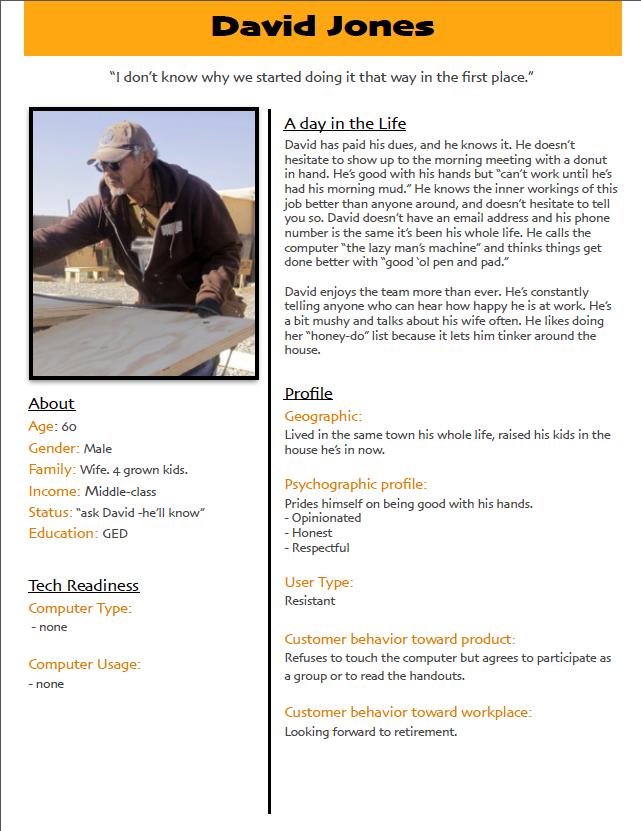 David Jones
“I don’t know why we started doing it that way in the first place.”
A day in the Life
David has paid his dues, and he knows it. He doesn’t
hesitate to show up to the morning meeting with a donut
in hand. He’s good with his hands but “can’t work until he’s
had his morning mud.” He knows the inner workings of this
job better than anyone around, and doesn’t hesitate to tell
you so. David doesn’t have an email address and his phone
number is the same it’s been his whole life. He calls the
computer “the lazy man’s machine” and thinks things get
done better with “good ‘ol pen and pad.”
David enjoys the team more than ever. He’s constantly
telling anyone who can hear how happy he is at work. He’s
a bit mushy and talks about his wife often. He likes doing
her “honey-do” list because it lets him tinker around the
house.
About
Age: 60
Gender: Male
Family: Wife. 4 grown kids.
Income: Middle-class
Status: “ask David -he’ll know”
Education: GED
Tech Readiness
Computer Type:
- none
Computer Usage:
- none
Profile
Geographic:
Lived in the same town his whole life, raised his kids in the
house he’s in now.
Psychographic profile:
Prides himself on being good with his hands.
- Opinionated
- Honest
- Respectful
User Type:
Resistant
Customer behavior toward product:
Refuses to touch the computer but agrees to participate as
a group or to read the handouts.
Customer behavior toward workplace:
Looking forward to retirement.